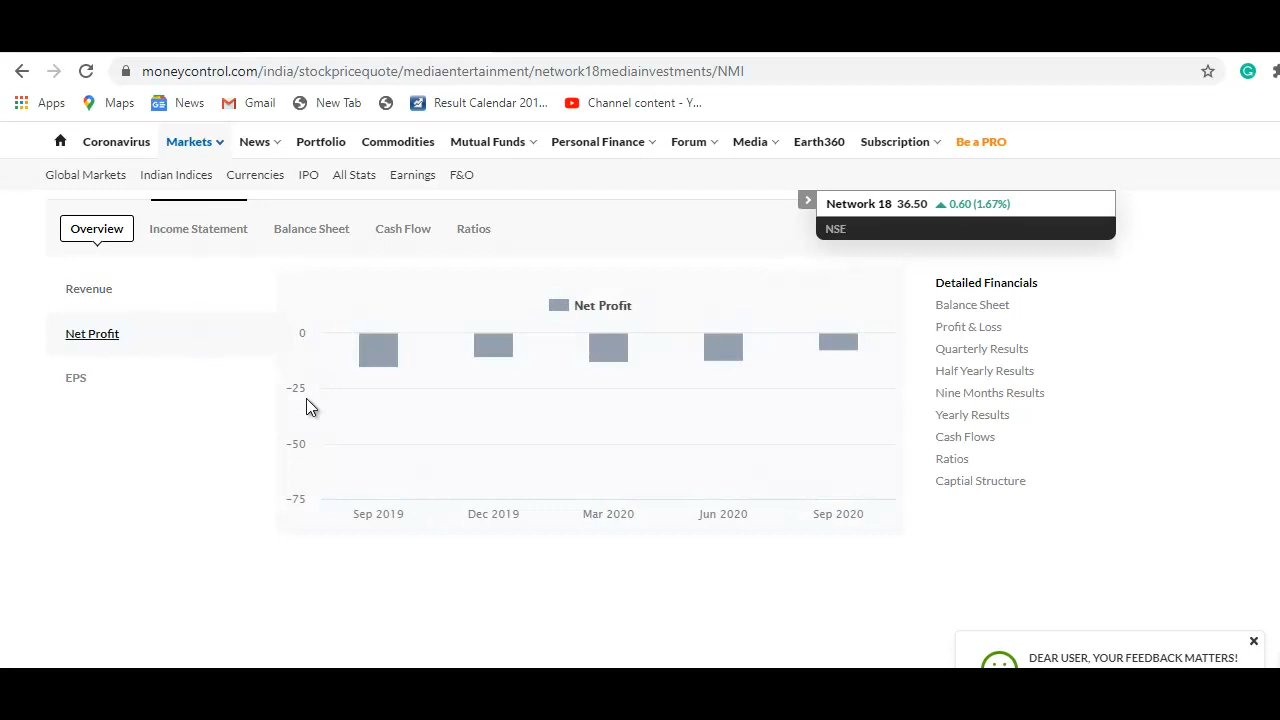 moneycontrol.com/india/stockpricequote/mediaentertainment/network18mediainvestments/NMI
Apps Maps News Gmail New Tab Result Calendar 201... Channel content - Y...
Coronavirus Markets News Portfolio Commodities Mutual Funds Personal Finance Forum Media Earth360 Subscription Be a PRO
Global Markets Indian Indices Currencies IPO All Stats Earnings F&O
Network 18 36.50 0.60 (1.67%)
NSE
Overview Income Statement Balance Sheet Cash Flow Ratios
Revenue
Net Profit
EPS
Net Profit
0
−25
−50
−75
Sep 2019 Dec 2019 Mar 2020 Jun 2020 Sep 2020
Detailed Financials
Balance Sheet
Profit & Loss
Quarterly Results
Half Yearly Results
Nine Months Results
Yearly Results
Cash Flows
Ratios
Captial Structure
DEAR USER, YOUR FEEDBACK MATTERS!